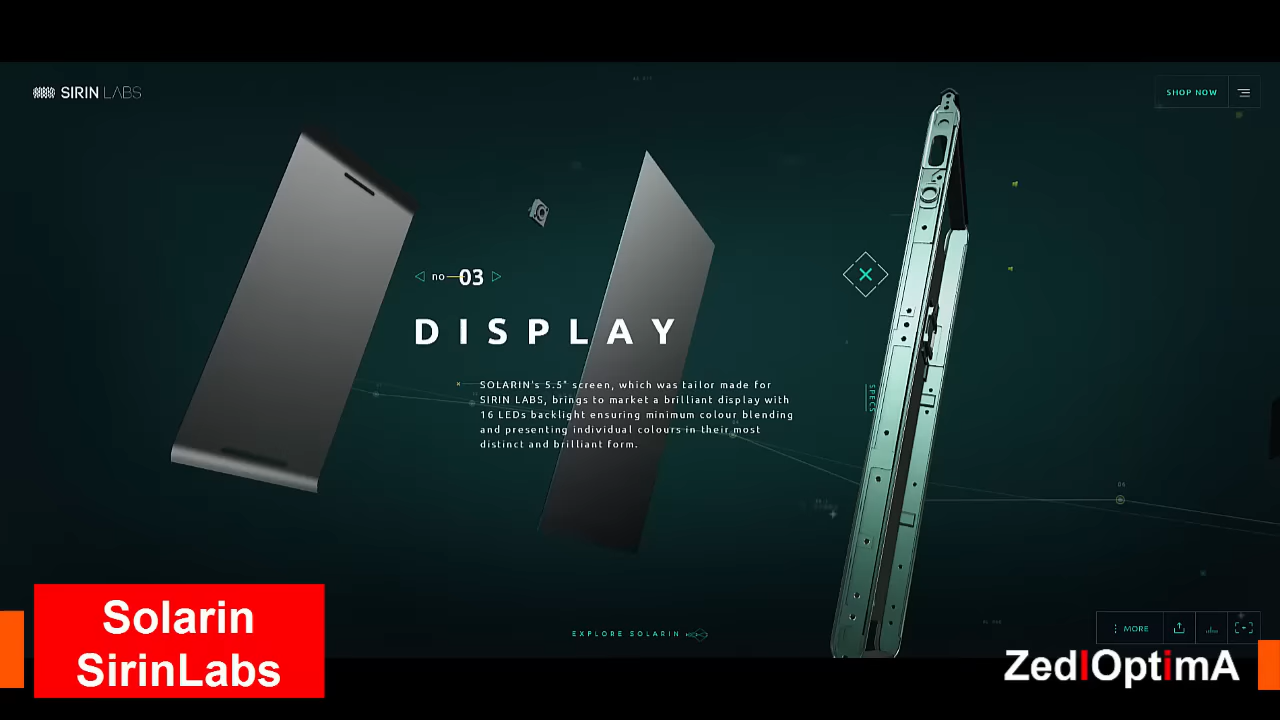 SIRIN LABS
SHOP NOW
no 03
DISPLAY
SOLARIN's 5.5" screen, which was tailor made for
SIRIN LABS, brings to market a brilliant display with
16 LEDs backlight ensuring minimum colour blending
and presenting individual colours in their most
distinct and brilliant form.
SPECS
EXPLORE SOLARIN
MORE
Solarin
SirinLabs
ZedIOptimA